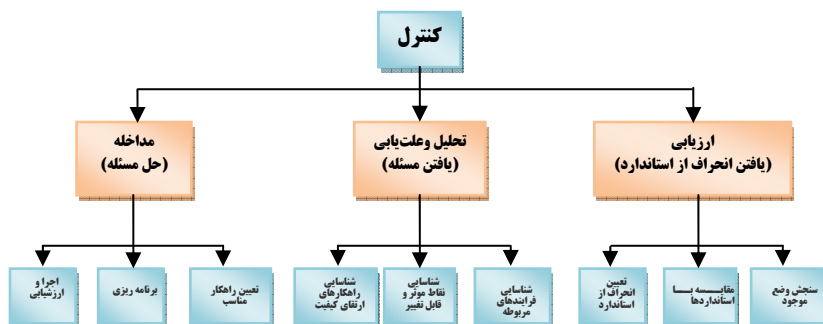 کنترل
ارزیابی
(یافتن انحراف از استاندارد)
تحلیل وعلت‌یابی
(یافتن مسئله)
مداخله
(حل مسئله)
سنجش وضع
موجود
مقایسه با
استانداردها
تعیین
انحراف از
استاندارد
شناسایی
فرایندهای
مربوطه
شناسایی
نقاط موثر و
قابل تغییر
شناسایی
راهکارهای
ارتقای کیفیت
تعیین راهکار
مناسب
برنامه ریزی
اجرا و
ارزشیابی